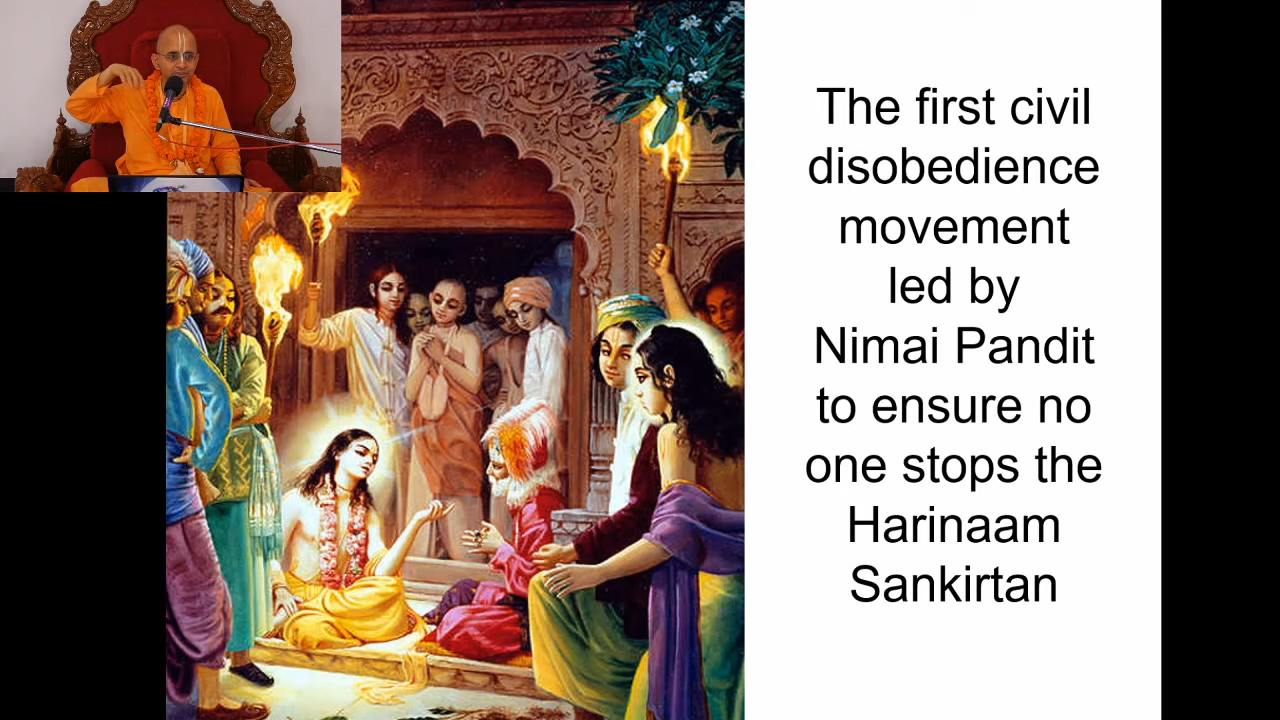 The first civil
disobedience
movement
led by
Nimai Pandit
to ensure no
one stops the
Harinaam
Sankirtan